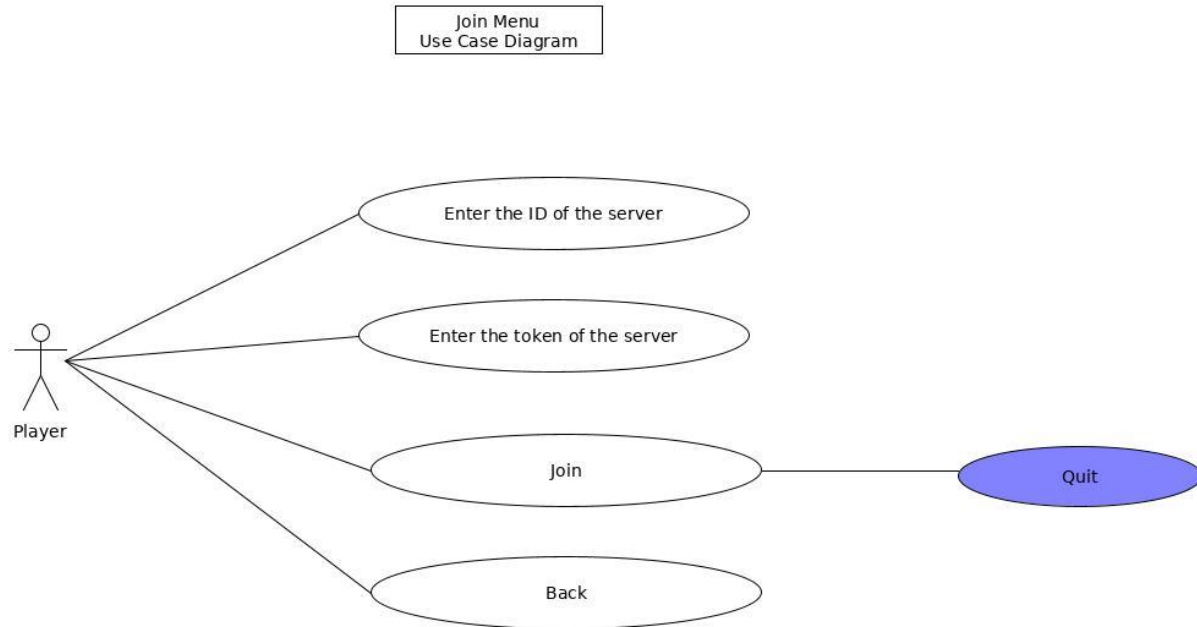 Join Menu
Use Case Diagram
Enter the ID of the server
Enter the token of the server
Player
Join
Quit
Back